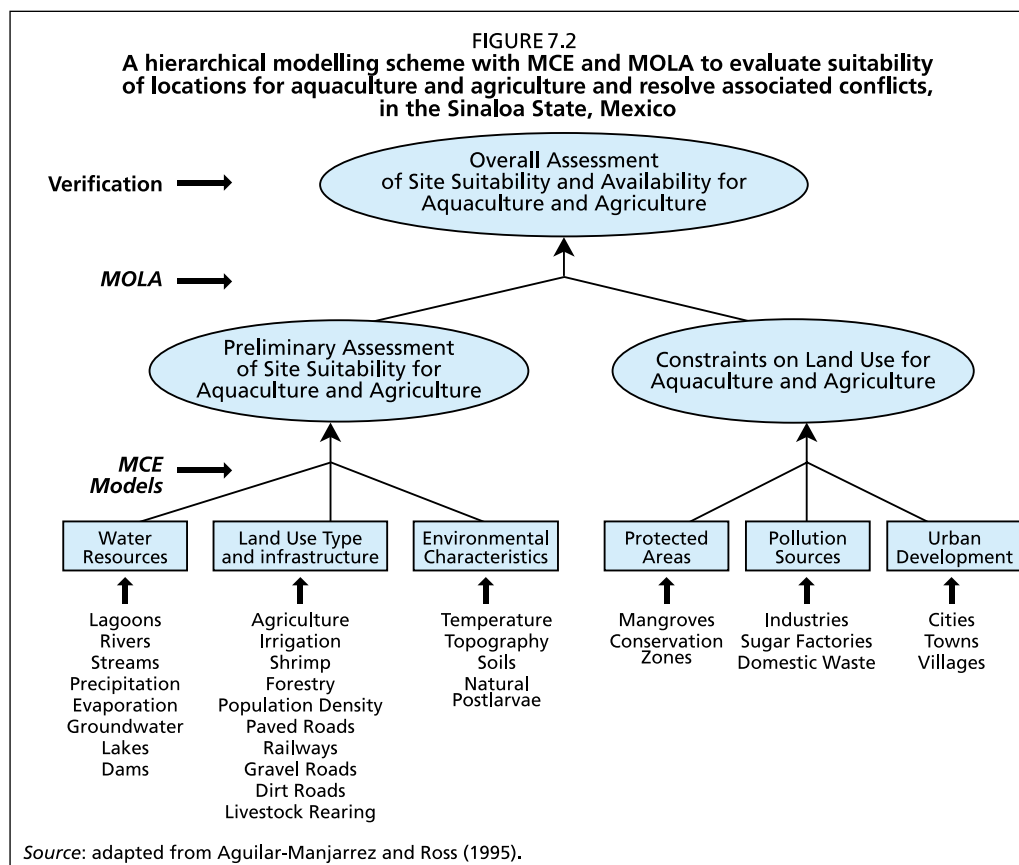 FIGURE 7.2
A hierarchical modelling scheme with MCE and MOLA to evaluate suitability
of locations for aquaculture and agriculture and resolve associated conflicts,
in the Sinaloa State, Mexico
Verification
Overall Assessment
of Site Suitability and Availability for
Aquaculture and Agriculture
MOLA
Preliminary Assessment
of Site Suitability for
Aquaculture and Agriculture
Constraints on Land Use for
Aquaculture and Agriculture
MCE
Models
Water
Resources
Land Use Type
and infrastructure
Environmental
Characteristics
Protected
Areas
Pollution
Sources
Urban
Development
Lagoons
Rivers
Streams
Precipitation
Evaporation
Groundwater
Lakes
Dams
Agriculture
Irrigation
Shrimp
Forestry
Population Density
Paved Roads
Railways
Gravel Roads
Dirt Roads
Livestock Rearing
Temperature
Topography
Soils
Natural
Postlarvae
Mangroves
Conservation
Zones
Industries
Sugar Factories
Domestic Waste
Cities
Towns
Villages
Source: adapted from Aguilar-Manjarrez and Ross (1995).